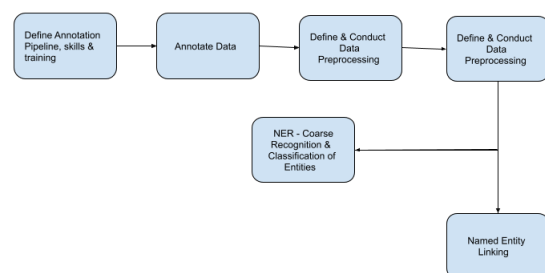 Define Annotation
Pipeline, skills &
training
Annotate Data
Define & Conduct
Data
Preprocessing
Define & Conduct
Data
Preprocessing
NER - Coarse
Recognition &
Classification of
Entities
Named Entity
Linking